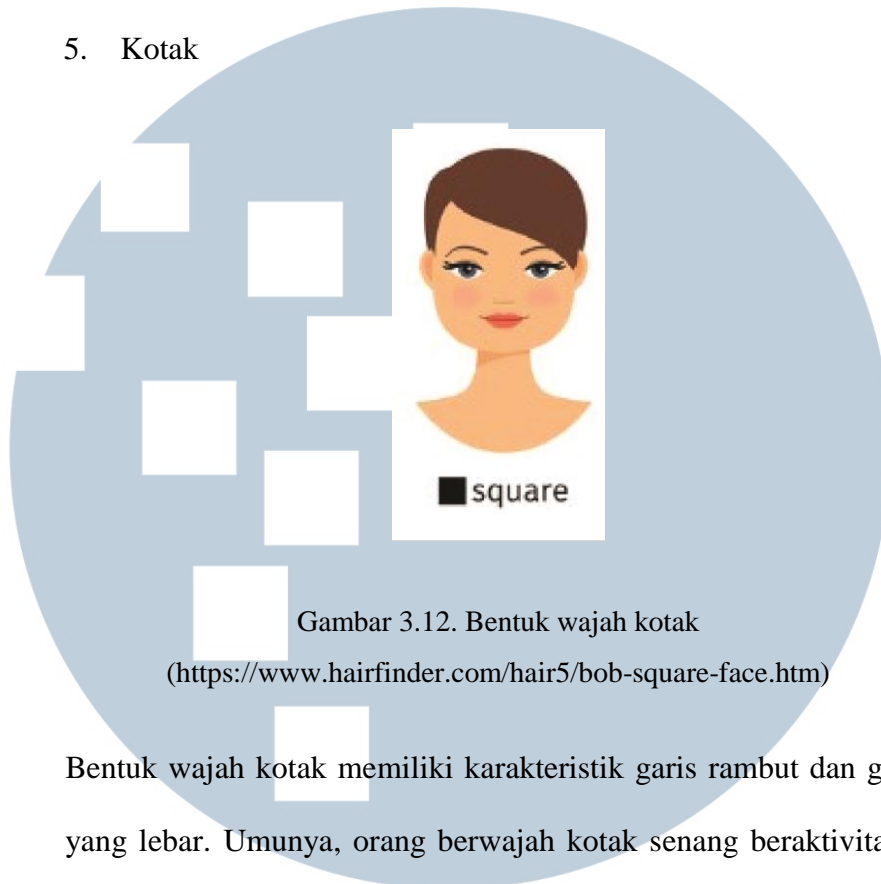 5. Kotak
square
Gambar 3.12. Bentuk wajah kotak
(https://www.hairfinder.com/hair5/bob-square-face.htm)
Bentuk wajah kotak memiliki karakteristik garis rambut dan
yang lebar. Umunya, orang berwajah kotak senang